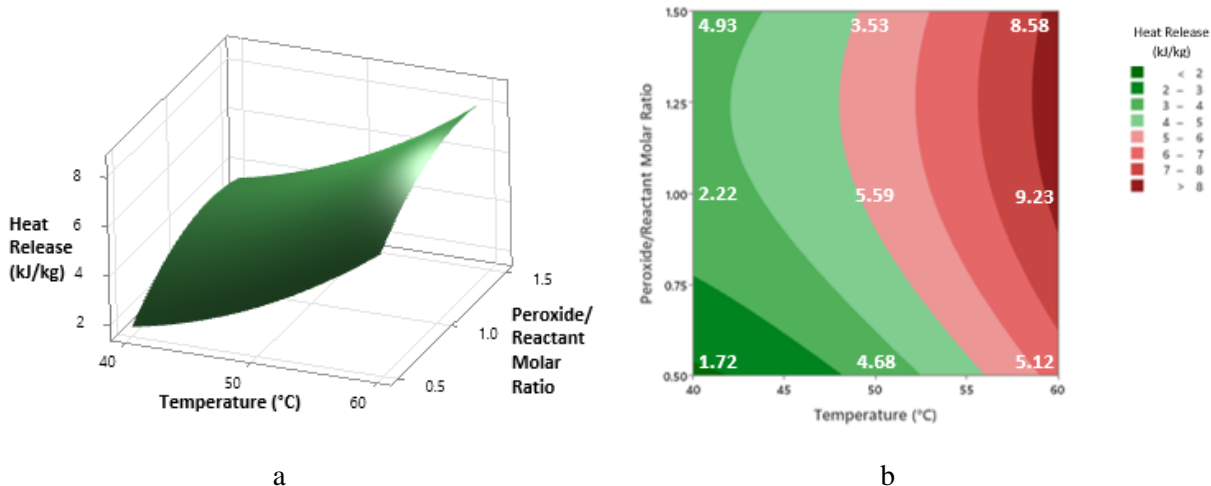 8
6
4
2
Heat
Release
(kJ/kg)
40
50
60
Temperature (°C)
0.5
1.0
1.5
Peroxide/
Reactant
Molar
Ratio
a
Peroxide/Reactant Molar Ratio
1.50
1.25
1.00
0.75
0.50
4.93 3.53 8.58
2.22 5.59 9.23
1.72 4.68 5.12
40 45 50 55 60
Temperature (°C)
b
Heat Release
(kJ/kg)
< 2
2 – 3
3 – 4
4 – 5
5 – 6
6 – 7
7 – 8
> 8